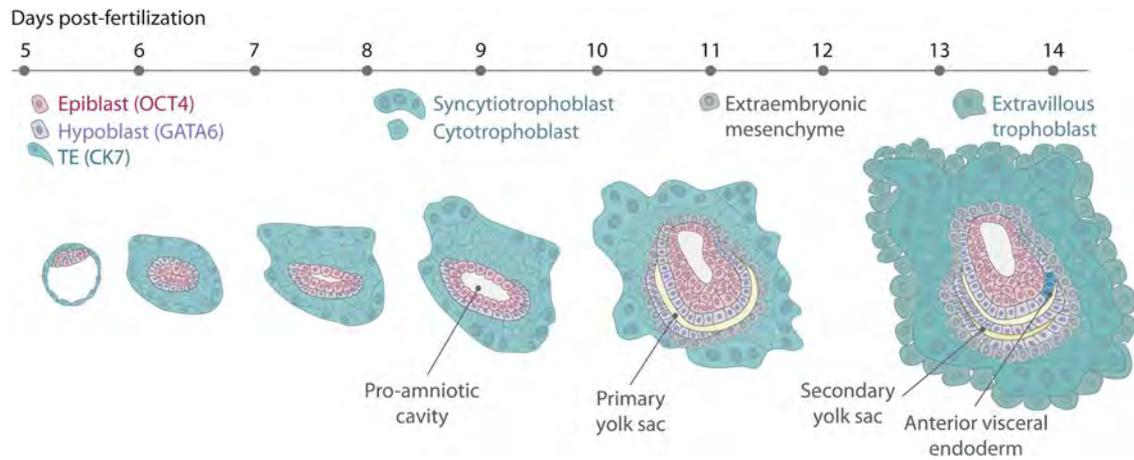 Days post-fertilization
5 6 7 8 9 10 11 12 13 14
Epiblast (OCT4)
Hypoblast (GATA6)
TE (CK7)
Syncytiotrophoblast
Cytotrophoblast
Extraembryonic
mesenchyme
Extravillous
trophoblast
Pro-amniotic
cavity
Primary
yolk sac
Secondary
yolk sac
Anterior visceral
endoderm